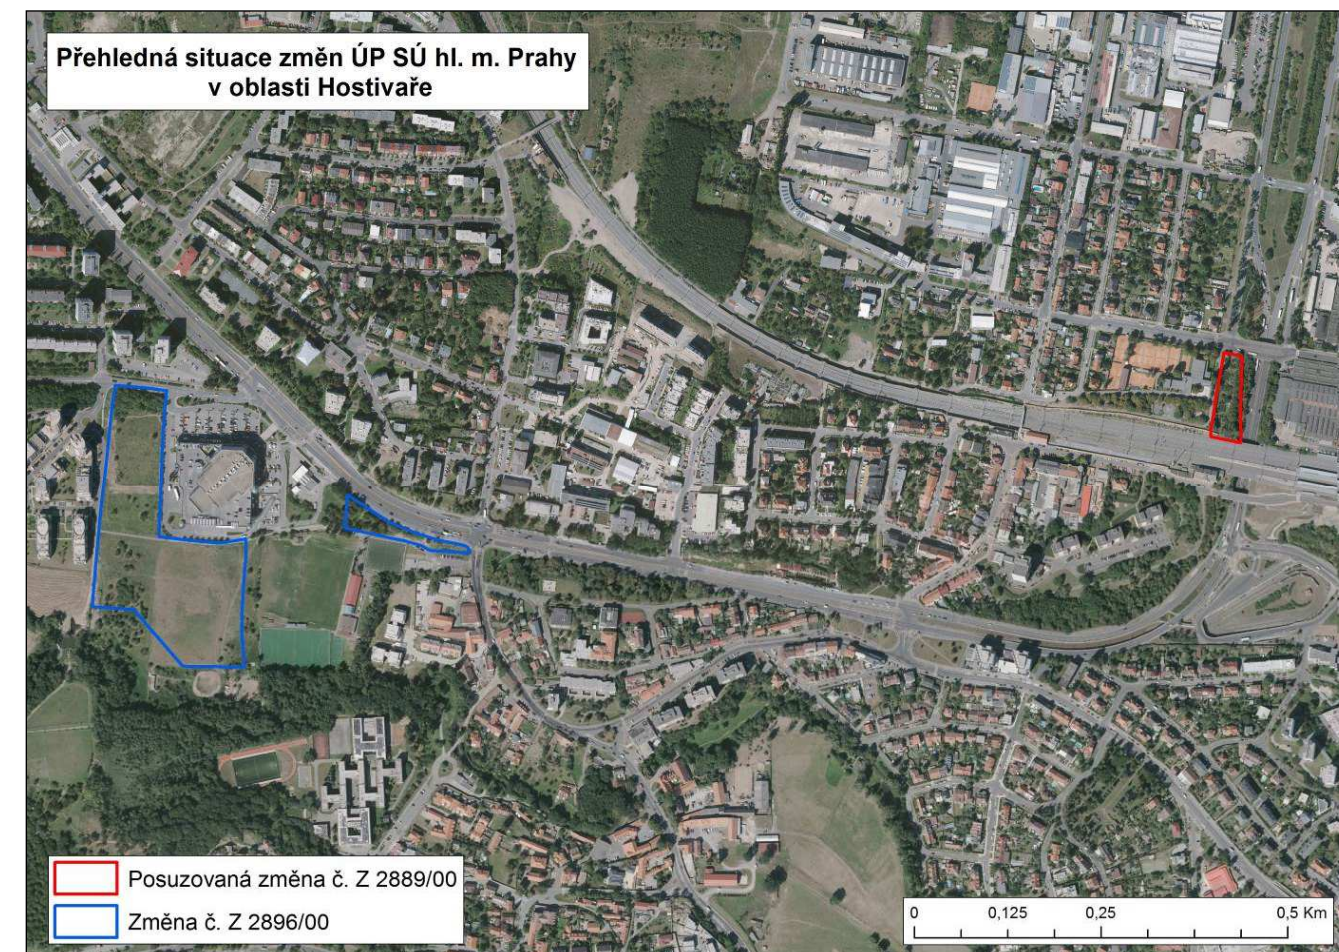 Přehledná situace změn ÚP SÚ hl. m. Prahy
v oblasti Hostivaře
Posuzovaná změna č. Z 2889/00
Změna č. Z 2896/00
0 0,125 0,25 0,5 Km